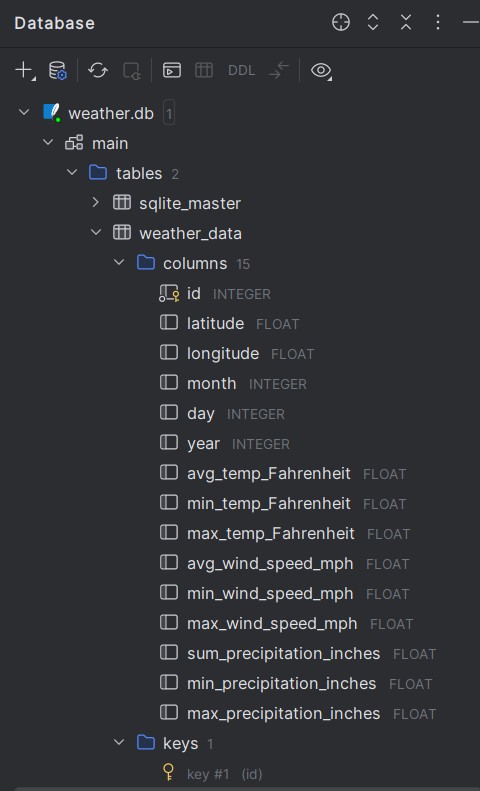 Database
DDL
weather.db 1
main
tables 2
sqlite_master
weather_data
columns 15
id INTEGER
latitude FLOAT
longitude FLOAT
month INTEGER
day INTEGER
year INTEGER
avg_temp_Fahrenheit FLOAT
min_temp_Fahrenheit FLOAT
max_temp_Fahrenheit FLOAT
avg_wind_speed_mph FLOAT
min_wind_speed_mph FLOAT
max_wind_speed_mph FLOAT
sum_precipitation_inches FLOAT
min_precipitation_inches FLOAT
max_precipitation_inches FLOAT
keys 1
key #1 (id)